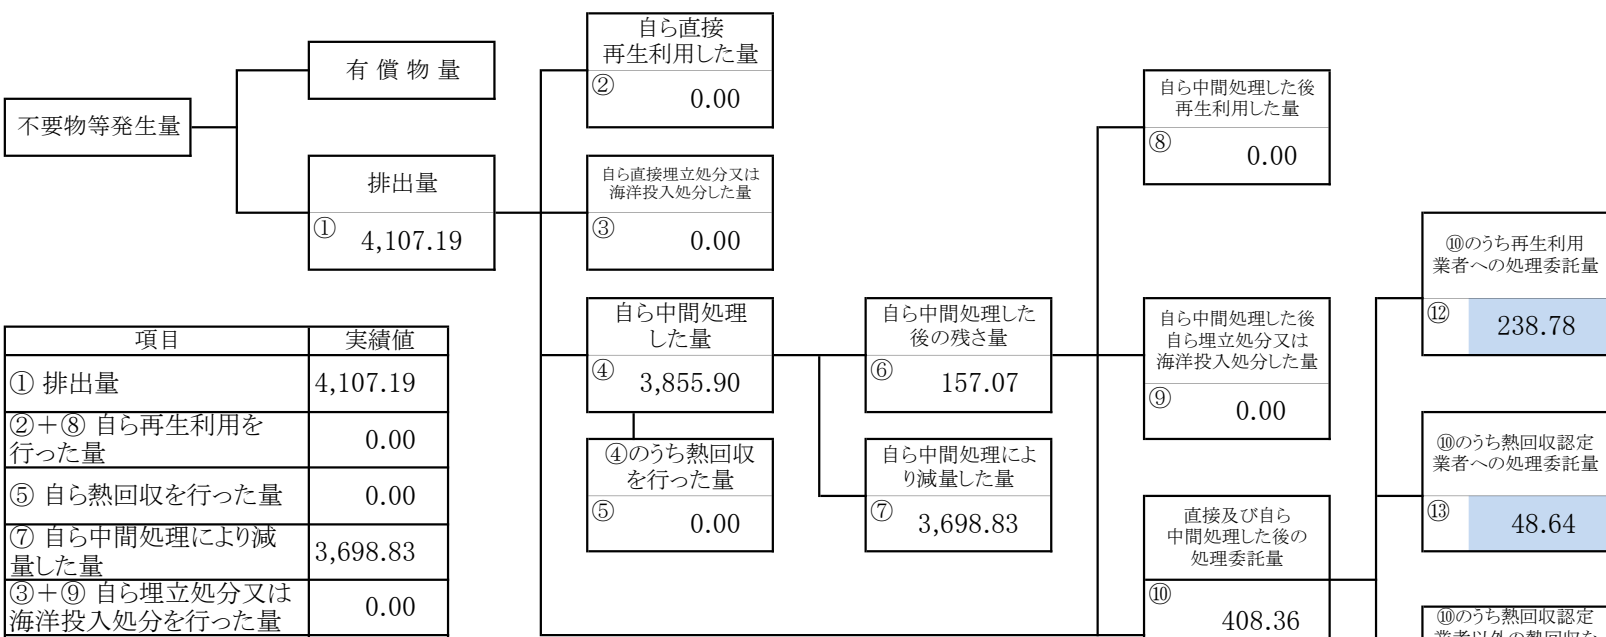 自ら直接
再生利用した量
② 0.00
有 償 物 量
不要物等発生量
自ら中間処理した後
再生利用した量
⑧ 0.00
排出量
① 4,107.19
自ら直接埋立処分又は
海洋投入処分した量
③ 0.00
⑩のうち再生利用
業者への処理委託量
⑫ 238.78
自ら中間処理
した量
④ 3,855.90
自ら中間処理した
後の残さ量
⑥ 157.07
自ら中間処理した後
自ら埋立処分又は
海洋投入処分した量
⑨ 0.00
④のうち熱回収
を行った量
⑤ 0.00
自ら中間処理によ
り減量した量
⑦ 3,698.83
⑩のうち熱回収認定
業者への処理委託量
⑬ 48.64
直接及び自ら
中間処理した後の
処理委託量
⑩ 408.36
⑩のうち熱回収認定
項目 実績値
① 排出量 4,107.19
②+⑧ 自ら再生利用を
行った量 0.00
⑤ 自ら熱回収を行った量 0.00
⑦ 自ら中間処理により減
量した量 3,698.83
③+⑨ 自ら埋立処分又は
海洋投入処分を行った量 0.00